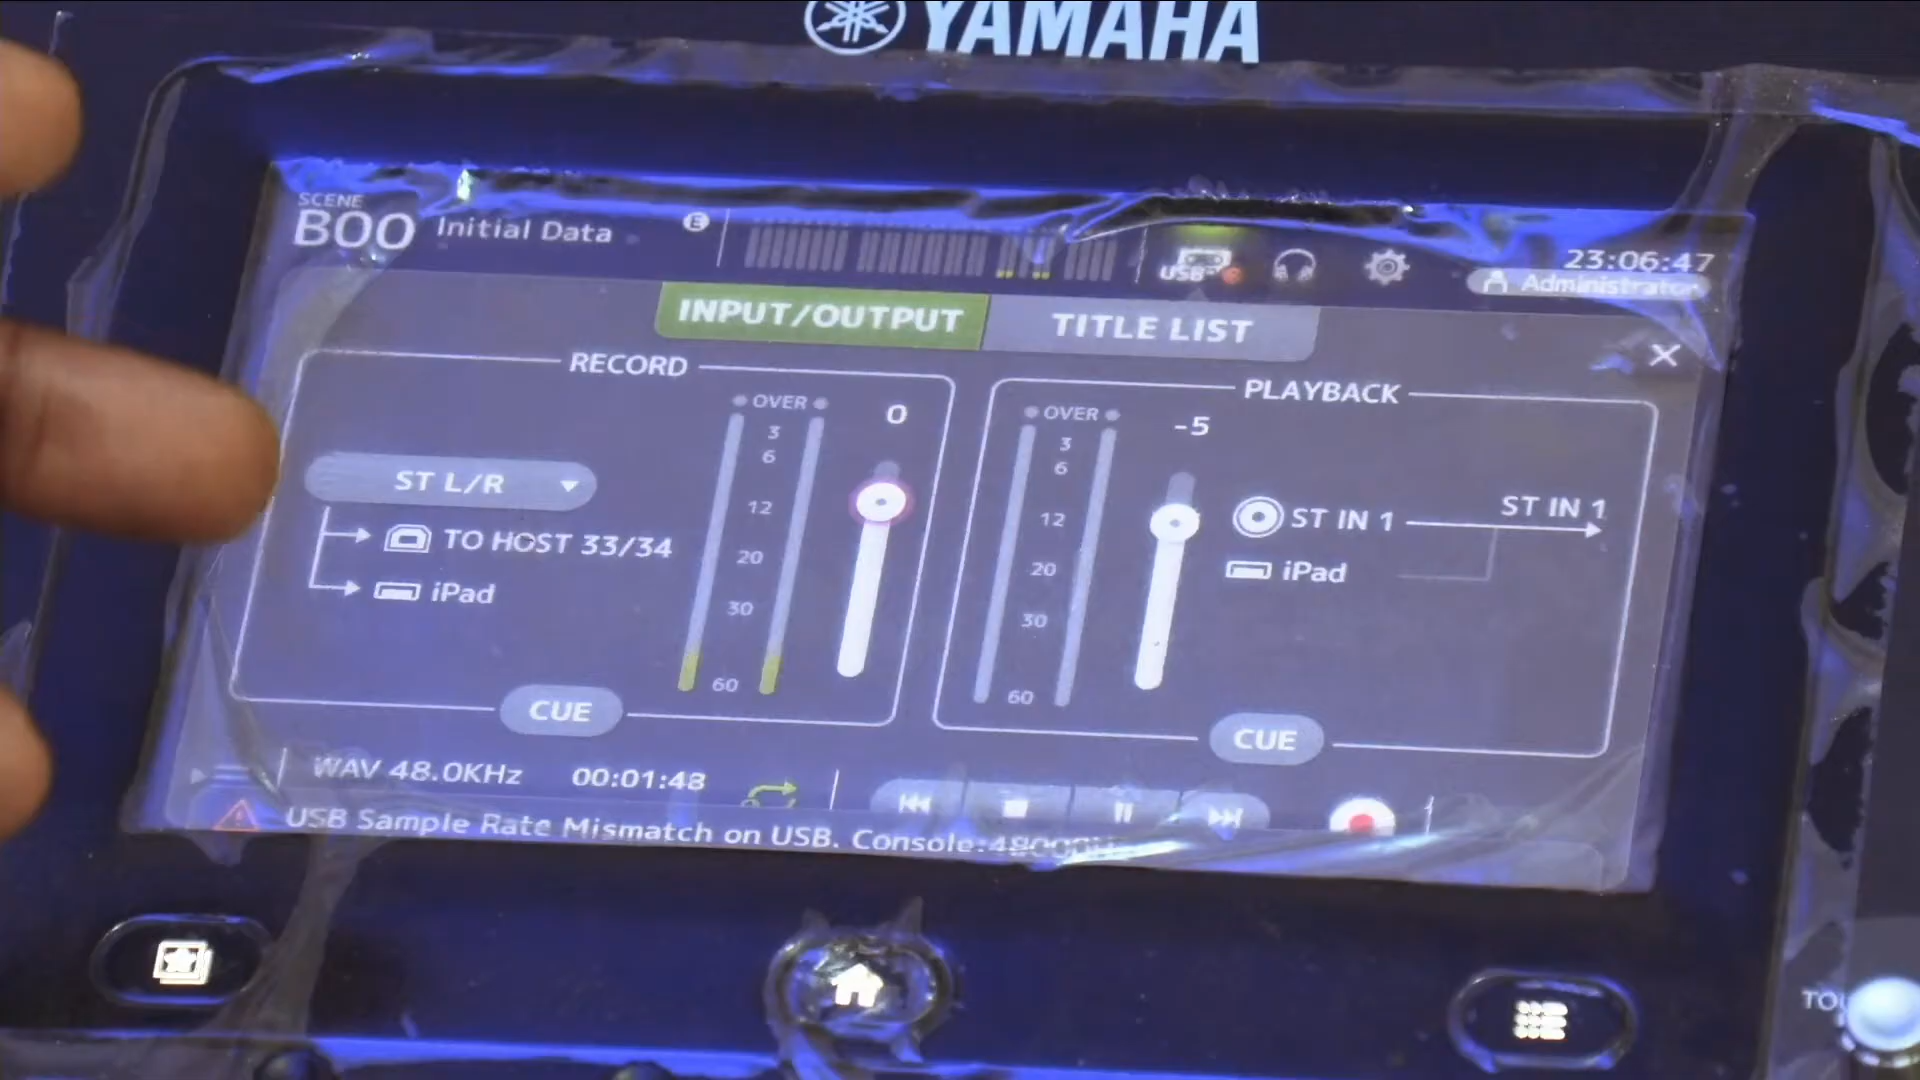 YAMAHA
SCENE
B00 Initial Data E
USB
23:06:47
Administrator
INPUT/OUTPUT TITLE LIST
RECORD
OVER
3
6
12
20
30
60
0
ST L/R
TO HOST 33/34
iPad
CUE
PLAYBACK
OVER
3
6
12
20
30
60
-5
ST IN 1
ST IN 1
iPad
CUE
WAV 48.0KHz 00:01:48
USB Sample Rate Mismatch on USB. Console:48000Hz